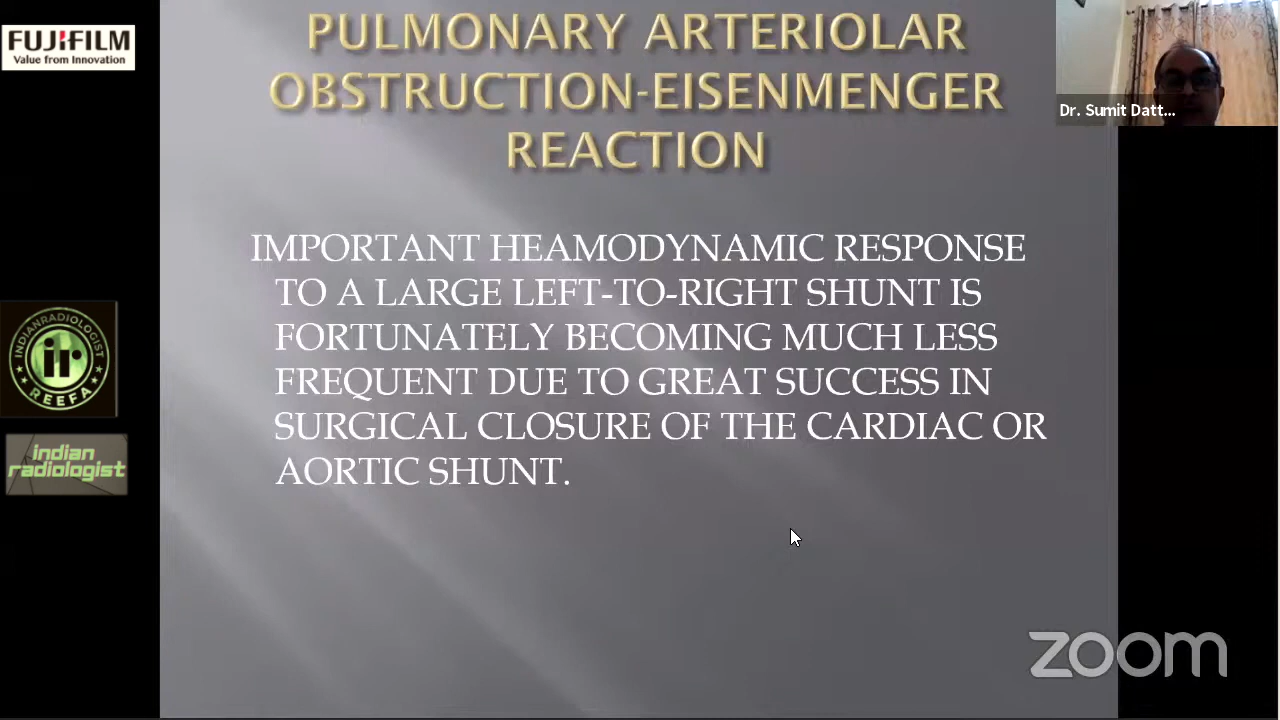 FUJIFILM
Value from Innovation
PULMONARY ARTERIOLAR
OBSTRUCTION-EISENMENGER
REACTION
Dr. Sumit Datt...
IMPORTANT HEAMODYNAMIC RESPONSE
TO A LARGE LEFT-TO-RIGHT SHUNT IS
FORTUNATELY BECOMING MUCH LESS
FREQUENT DUE TO GREAT SUCCESS IN
SURGICAL CLOSURE OF THE CARDIAC OR
AORTIC SHUNT.
INDIANRADIOLOGIST
ir
REEFA
indian
radiologist
zoom